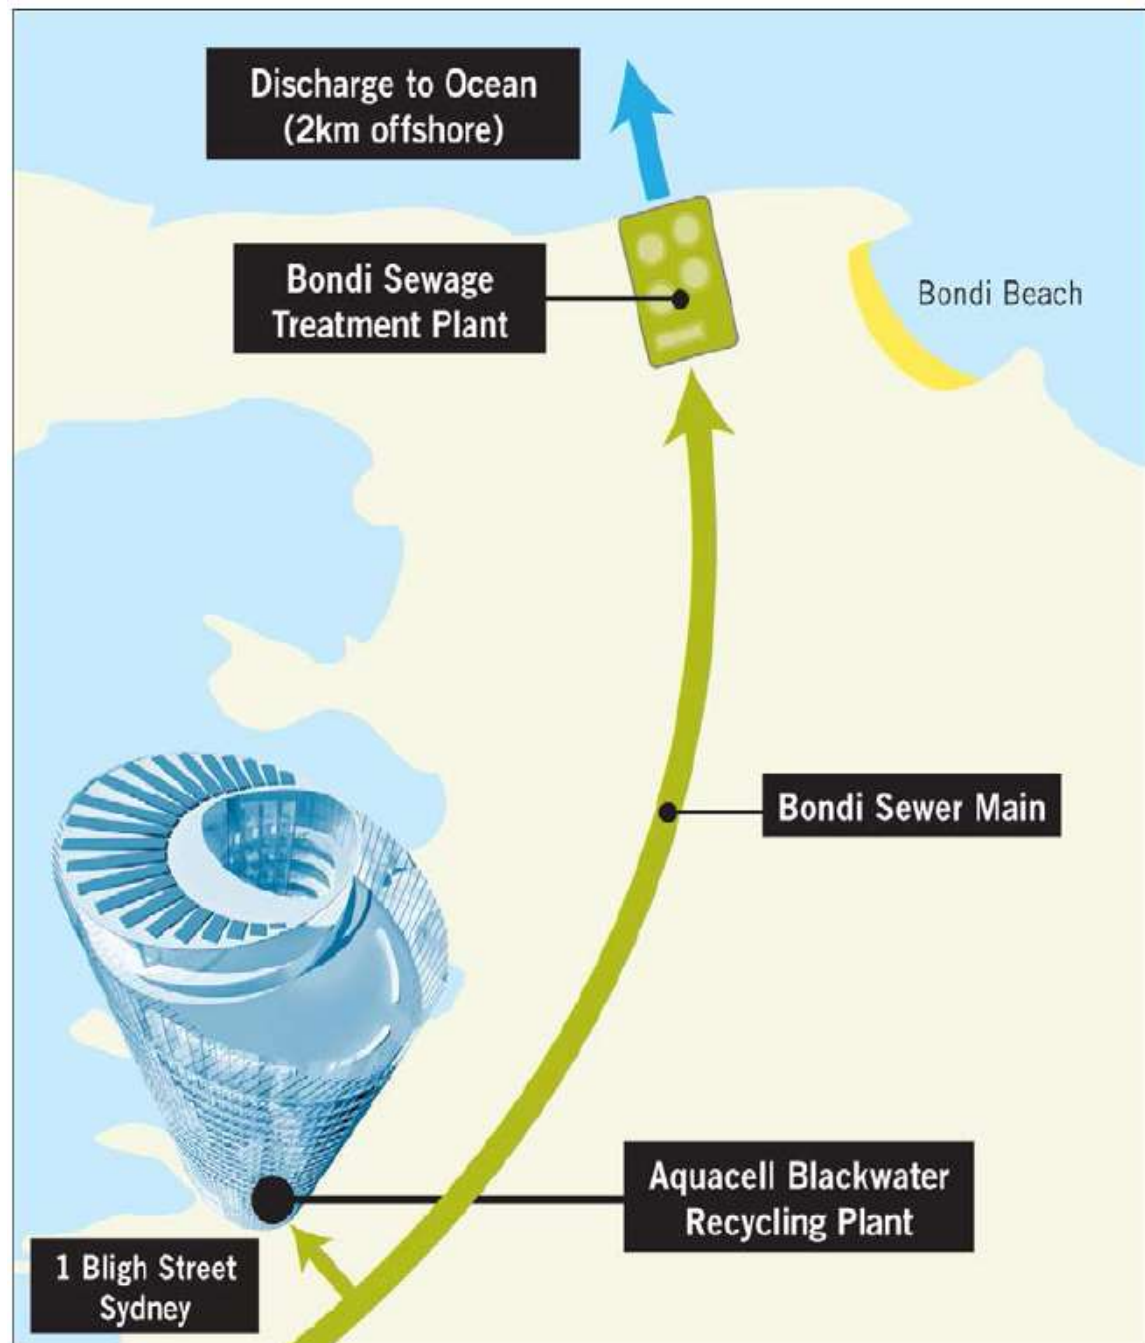 Discharge to Ocean
(2km offshore)
Bondi Sewage
Treatment Plant
Bondi Beach
Bondi Sewer Main
Aquacell Blackwater
Recycling Plant
1 Bligh Street
Sydney